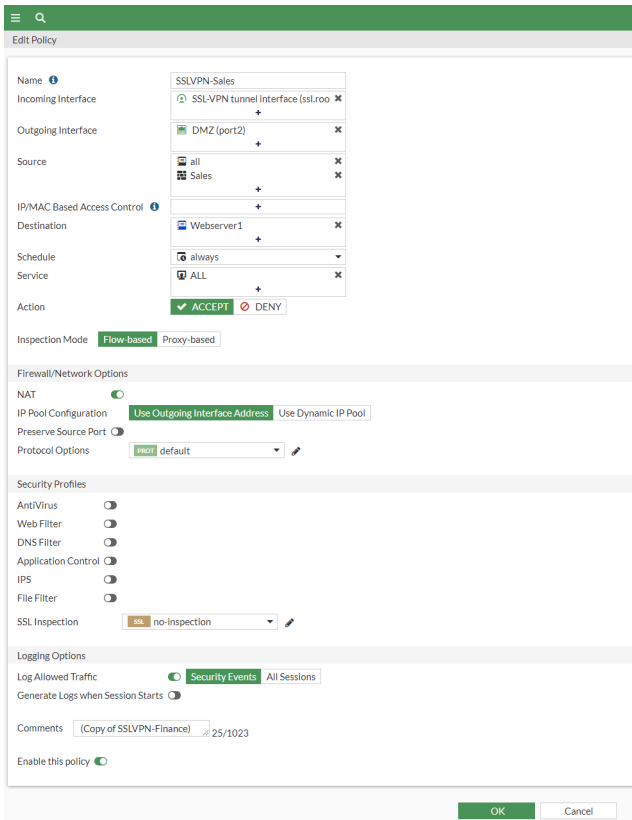 Edit Policy
Name
SSLVPN-Sales
Incoming Interface
SSL-VPN tunnel interface (ssl.roo
+
Outgoing Interface
DMZ (port2)
+
Source
all
Sales
+
IP/MAC Based Access Control
+
Destination
Webserver1
+
Schedule
always
Service
ALL
+
Action
ACCEPT DENY
Inspection Mode Flow-based Proxy-based
Firewall/Network Options
NAT
IP Pool Configuration Use Outgoing Interface Address Use Dynamic IP Pool
Preserve Source Port
Protocol Options PROT default
Security Profiles
AntiVirus
Web Filter
DNS Filter
Application Control
IPS
File Filter
SSL Inspection SSL no-inspection
Logging Options
Log Allowed Traffic Security Events All Sessions
Generate Logs when Session Starts
Comments (Copy of SSLVPN-Finance) 25/1023
Enable this policy
OK Cancel